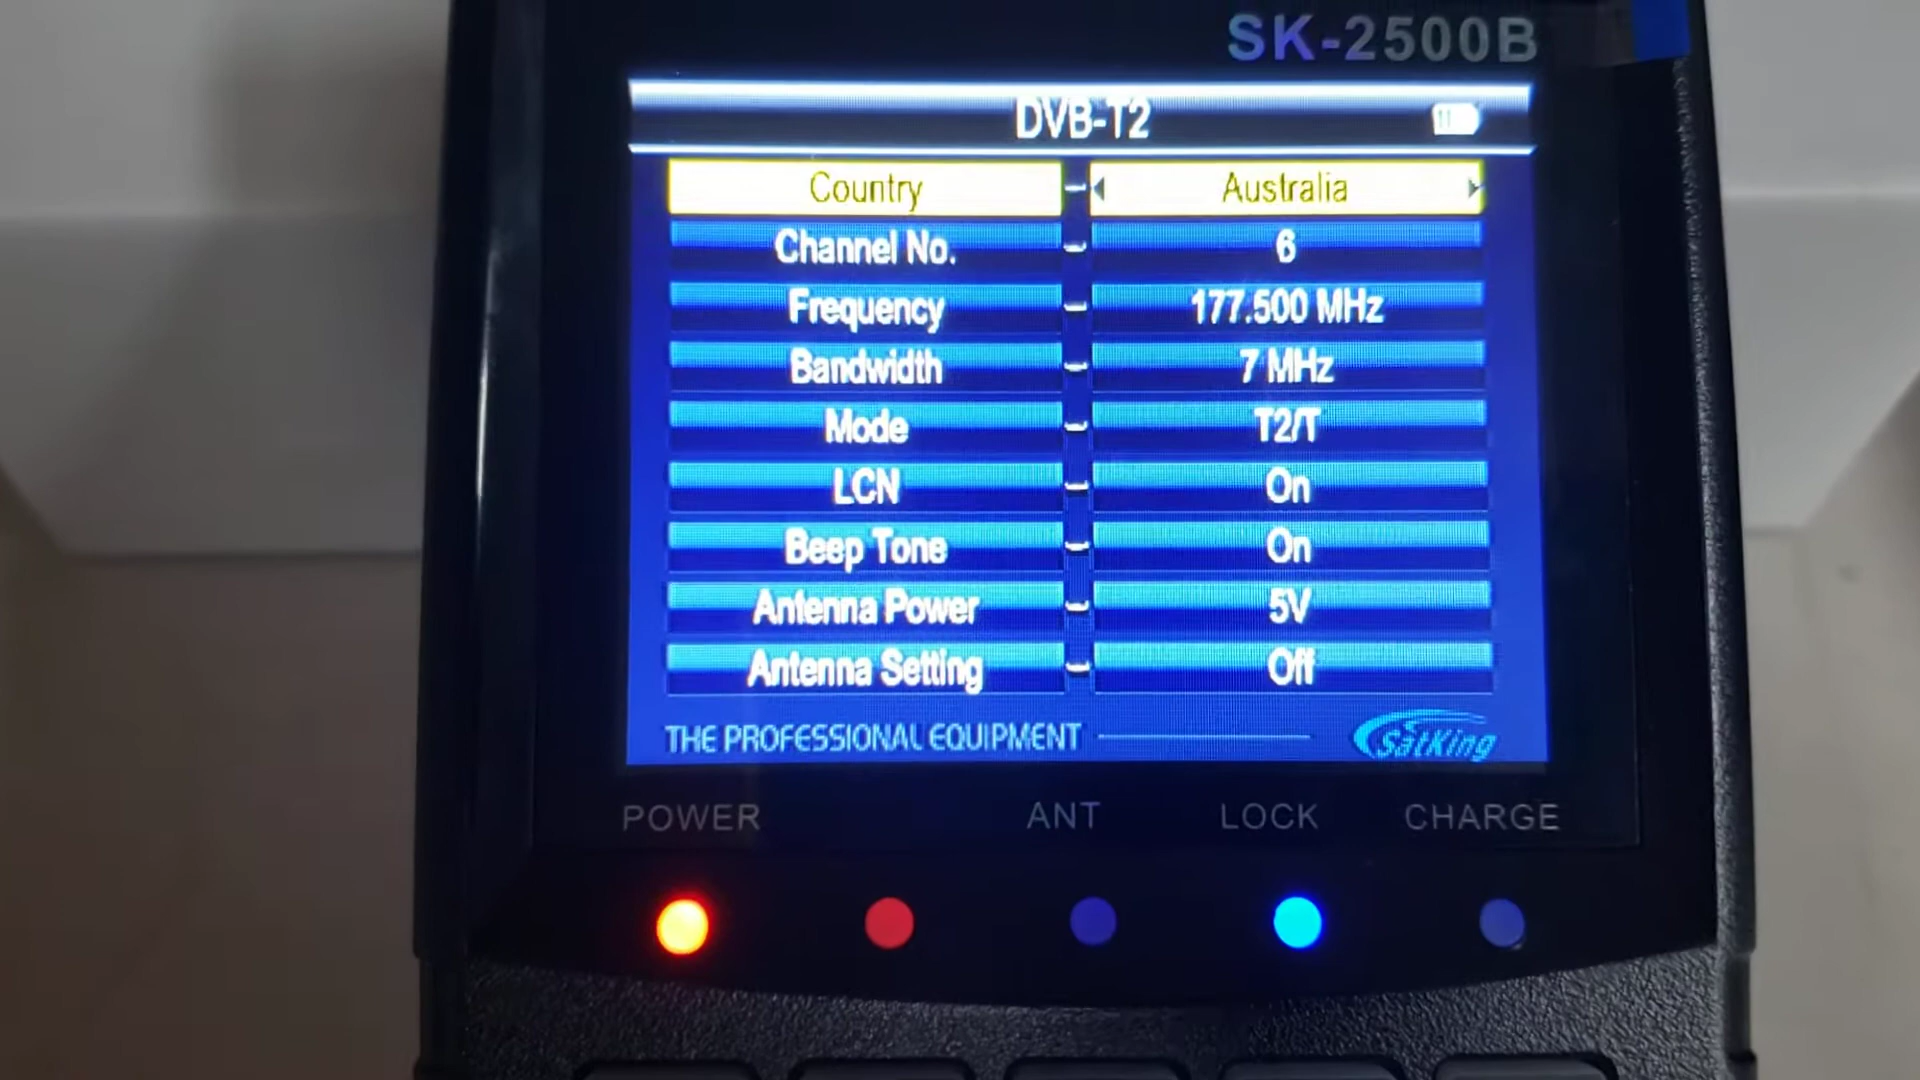 SK-2500B
DVB-T2
Country Australia
Channel No. 6
Frequency 177.500 MHz
Bandwidth 7 MHz
Mode T2/T
LCN On
Beep Tone On
Antenna Power 5V
Antenna Setting Off
THE PROFESSIONAL EQUIPMENT SatKing
POWER ANT LOCK CHARGE